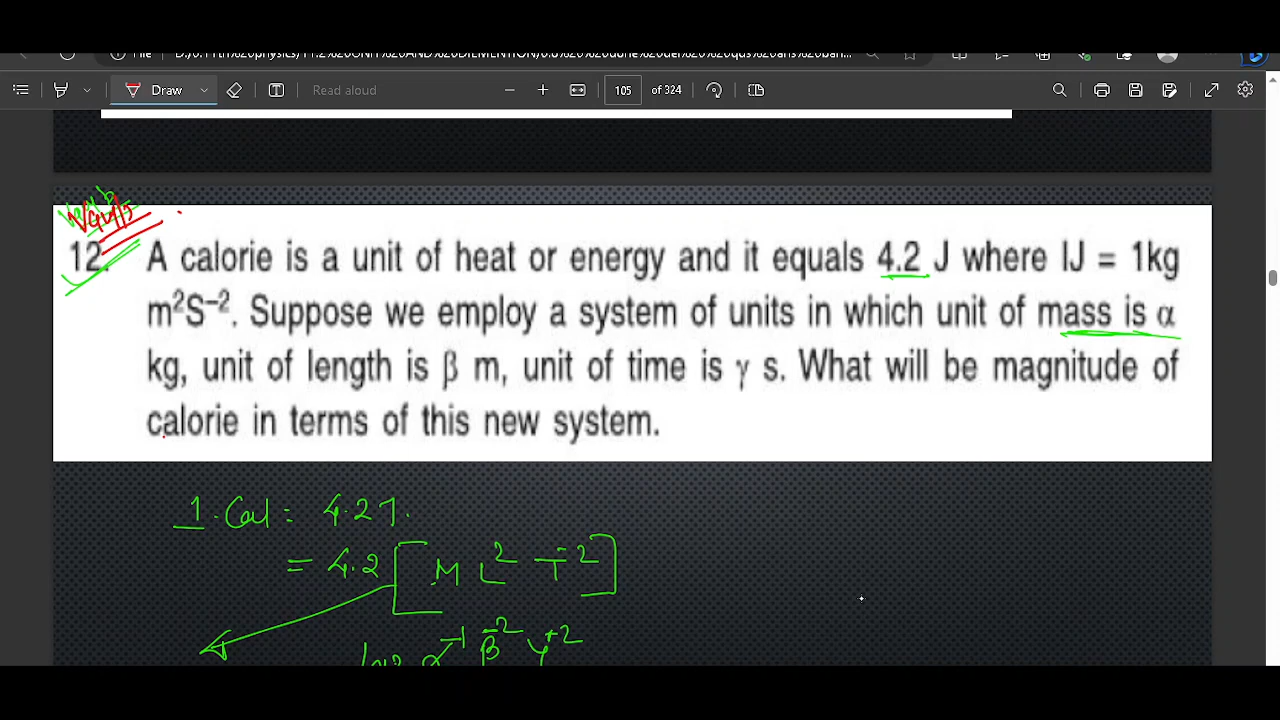 Draw
Read aloud
105 of 324
12. A calorie is a unit of heat or energy and it equals 4.2 J where IJ = 1kg
m²S⁻². Suppose we employ a system of units in which unit of mass is α
kg, unit of length is β m, unit of time is γ s. What will be magnitude of
calorie in terms of this new system.
1. Cal = 4.2J.
= 4.2 [M L² T⁻²]
α⁻¹ β⁻² γ⁺²